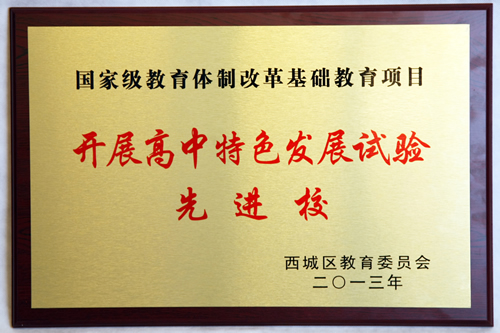 国家级教育体制改革基础教育项目
开展高中特色发展试验
先进校
西城区教育委员会
二〇一三年